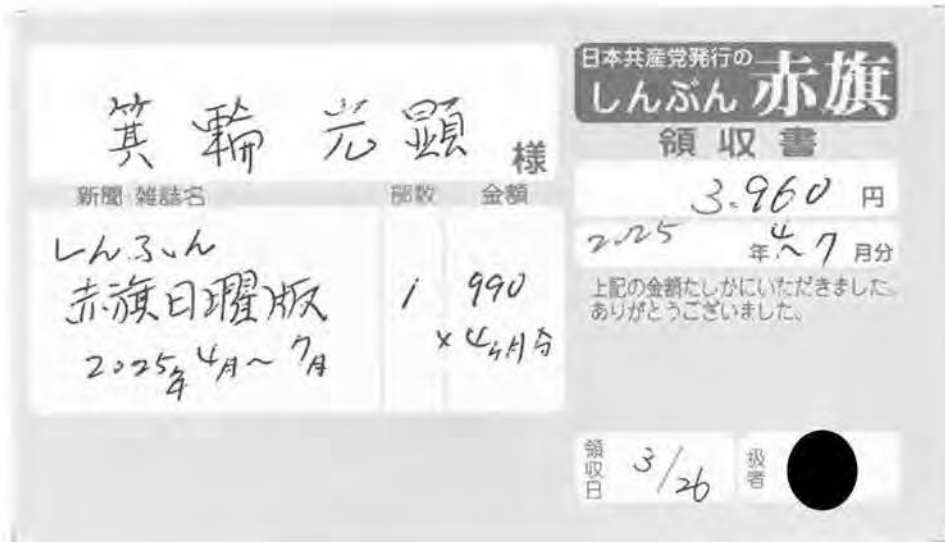 箕輪 光顕 様
新聞・雑誌名 部数 金額
しんぶん
赤旗日曜版 1 990
2025年4月～7月 ×4ヶ月分
日本共産党発行の
しんぶん赤旗
領収書
3.960 円
2025 年 4～7 月分
上記の金額たしかにいただきました。
ありがとうございました。
領収日 3/26 扱者